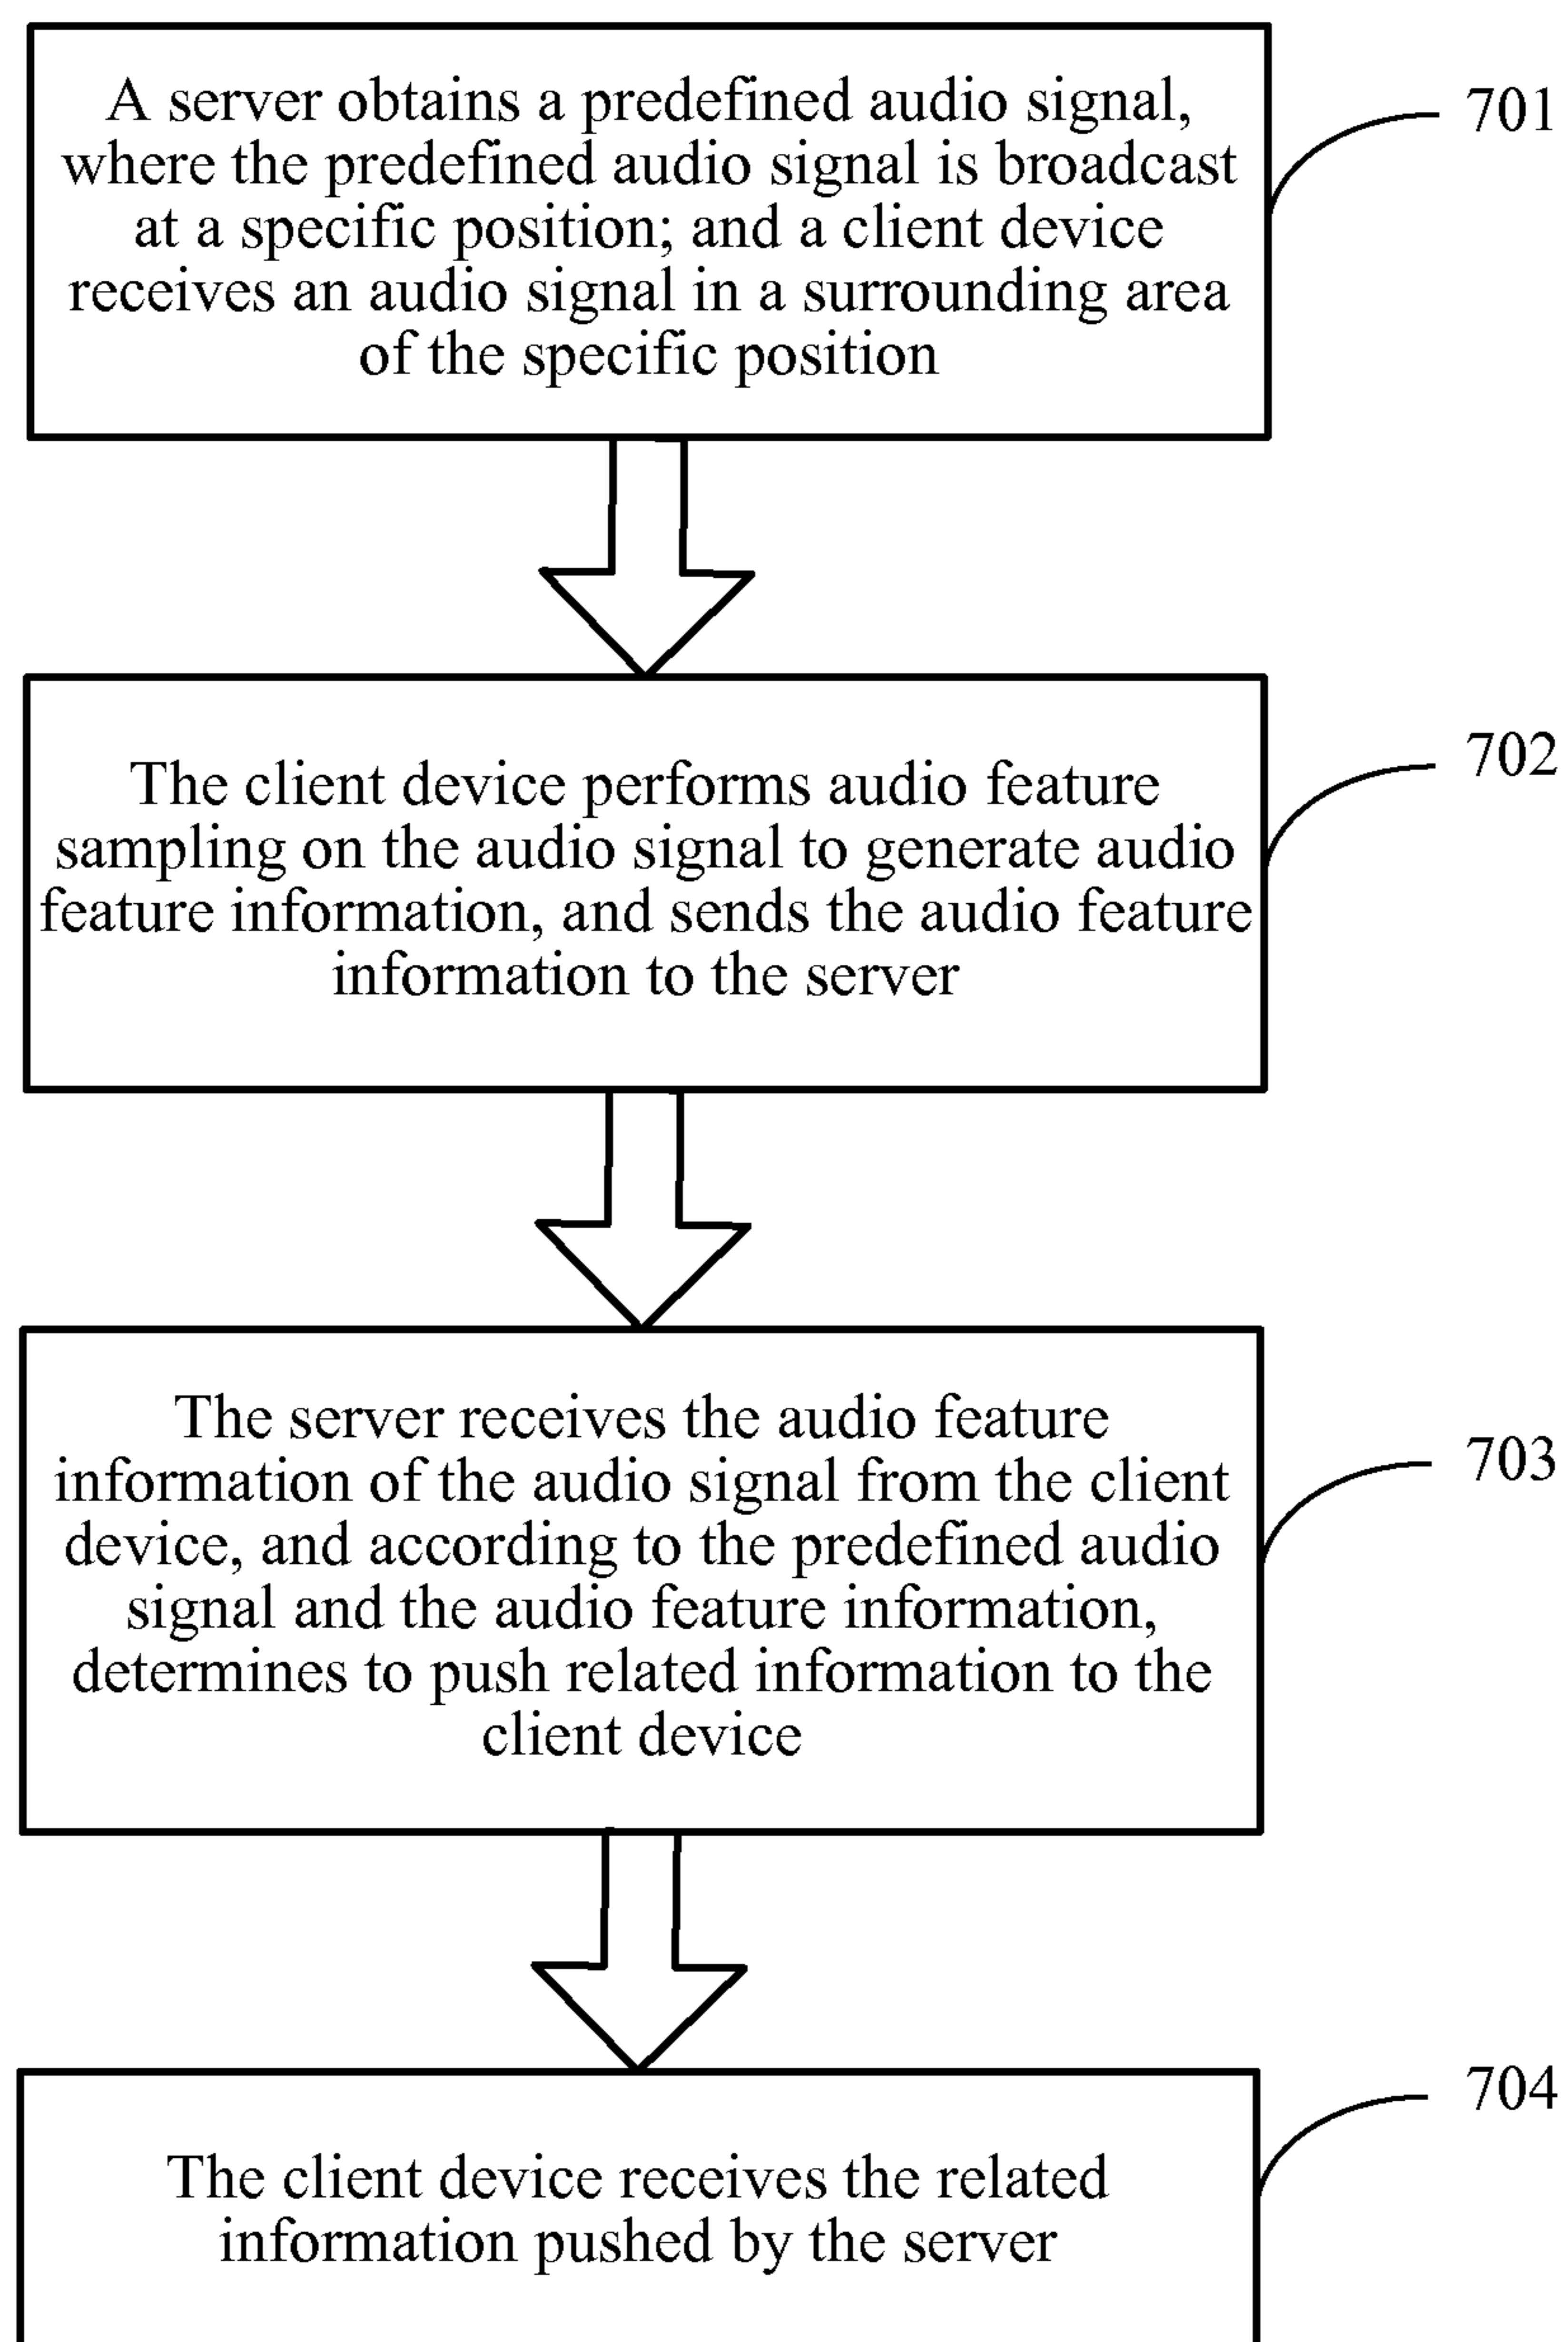 A server obtains a predefined audio signal,
where the predefined audio signal is broadcast
at a specific position; and a client device
receives an audio signal in a surrounding area
of the specific position
701
The client device performs audio feature
sampling on the audio signal to generate audio
feature information, and sends the audio feature
information to the server
702
The server receives the audio feature
information of the audio signal from the client
device, and according to the predefined audio
signal and the audio feature information,
determines to push related information to the
client device
703
The client device receives the related
information pushed by the server
704